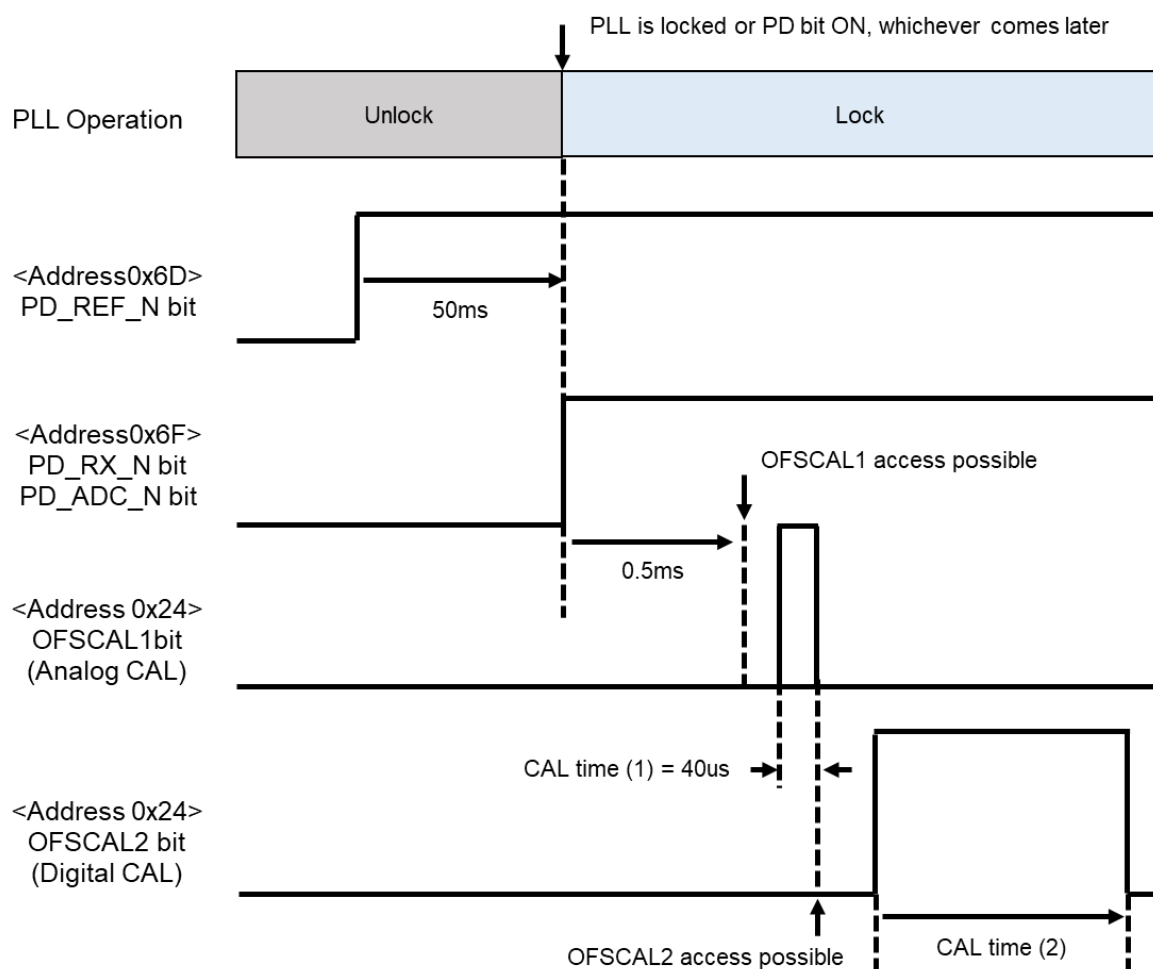 PLL is locked or PD bit ON, whichever comes later
PLL Operation
Unlock
Lock
<Address0x6D>
PD_REF_N bit
50ms
<Address0x6F>
PD_RX_N bit
PD_ADC_N bit
OFSCAL1 access possible
0.5ms
<Address 0x24>
OFSCAL1bit
(Analog CAL)
CAL time (1) = 40us
<Address 0x24>
OFSCAL2 bit
(Digital CAL)
OFSCAL2 access possible
CAL time (2)